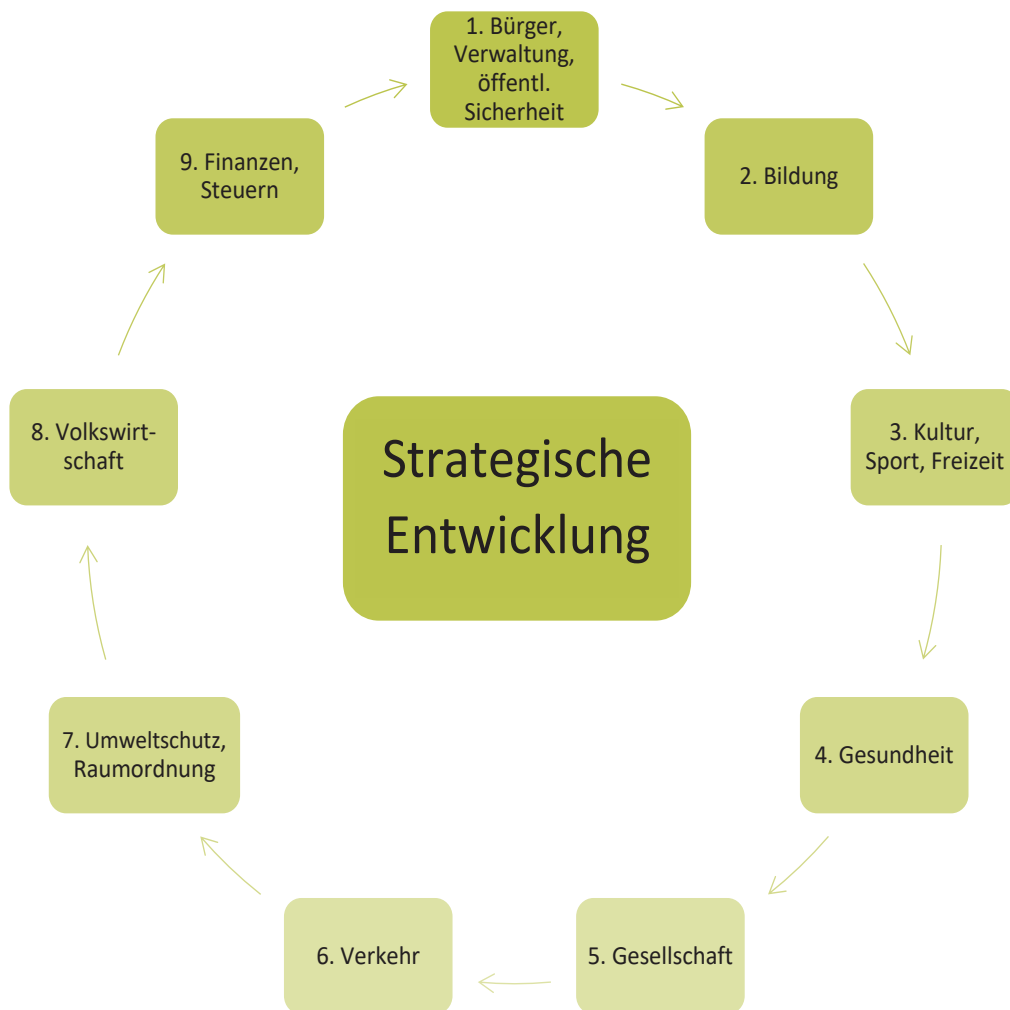 1. Bürger,
Verwaltung,
öffentl.
Sicherheit
2. Bildung
3. Kultur,
Sport, Freizeit
4. Gesundheit
5. Gesellschaft
6. Verkehr
7. Umweltschutz,
Raumordnung
8. Volkswirt-
schaft
9. Finanzen,
Steuern
Strategische
Entwicklung